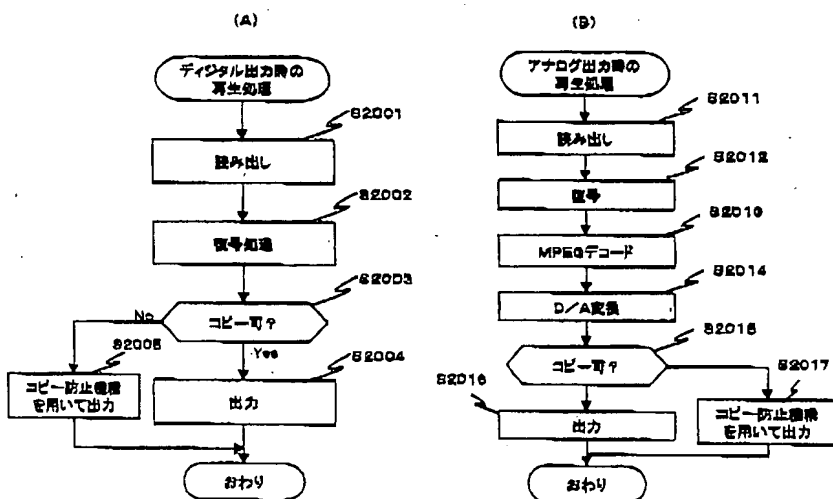 (A)
ディジタル出力時の
再生処理
S2001
読み出し
S2002
復号処理
S2003
コピー可?
No
Yes
S2005
コピー防止機構
を用いて出力
S2004
出力
おわり
(B)
アナログ出力時の
再生処理
S2011
読み出し
S2012
復号
S2013
MPEGデコード
S2014
D/A変換
S2015
コピー可?
S2016
出力
S2017
コピー防止機構
を用いて出力
おわり